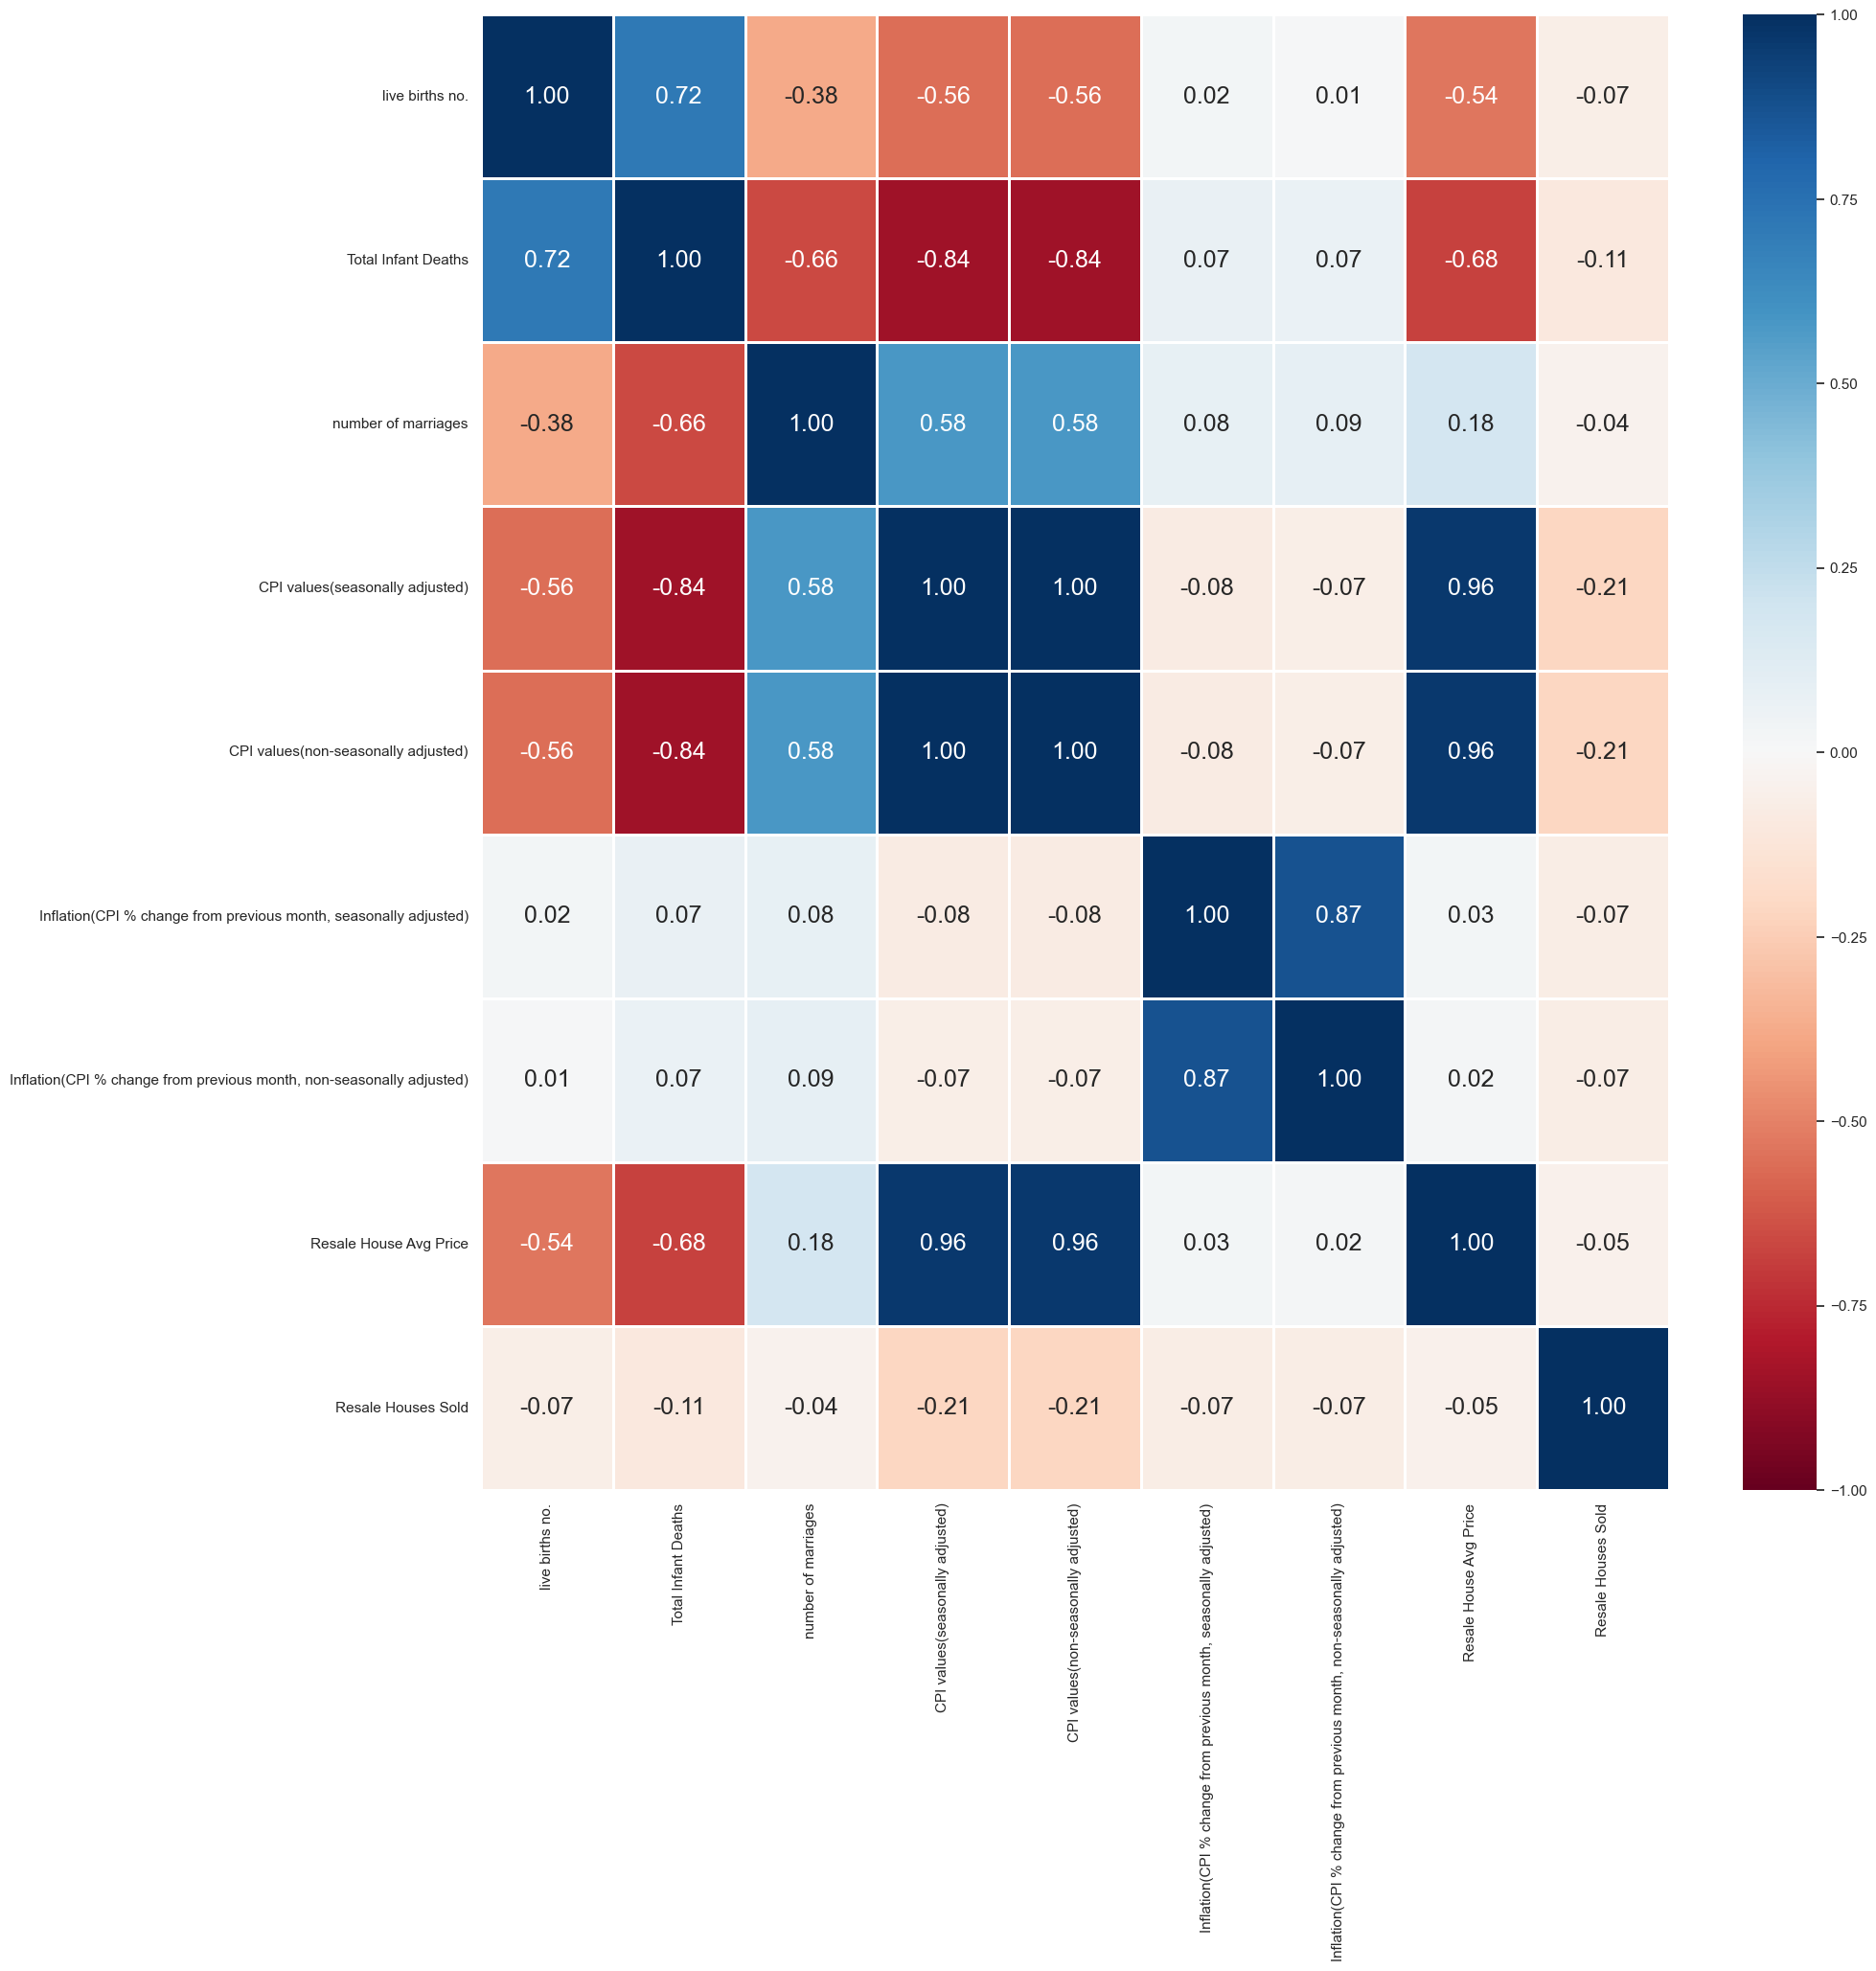 live births no. 1.00 0.72 -0.38 -0.56 -0.56 0.02 0.01 -0.54 -0.07
Total Infant Deaths 0.72 1.00 -0.66 -0.84 -0.84 0.07 0.07 -0.68 -0.11
number of marriages -0.38 -0.66 1.00 0.58 0.58 0.08 0.09 0.18 -0.04
CPI values(seasonally adjusted) -0.56 -0.84 0.58 1.00 1.00 -0.08 -0.07 0.96 -0.21
CPI values(non-seasonally adjusted) -0.56 -0.84 0.58 1.00 1.00 -0.08 -0.07 0.96 -0.21
Inflation(CPI % change from previous month, seasonally adjusted) 0.02 0.07 0.08 -0.08 -0.08 1.00 0.87 0.03 -0.07
Inflation(CPI % change from previous month, non-seasonally adjusted) 0.01 0.07 0.09 -0.07 -0.07 0.87 1.00 0.02 -0.07
Resale House Avg Price -0.54 -0.68 0.18 0.96 0.96 0.03 0.02 1.00 -0.05
Resale Houses Sold -0.07 -0.11 -0.04 -0.21 -0.21 -0.07 -0.07 -0.05 1.00
live births no.
Total Infant Deaths
number of marriages
CPI values(seasonally adjusted)
CPI values(non-seasonally adjusted)
Inflation(CPI % change from previous month, seasonally adjusted)
Inflation(CPI % change from previous month, non-seasonally adjusted)
Resale House Avg Price
Resale Houses Sold
1.00
0.75
0.50
0.25
0.00
−0.25
−0.50
−0.75
−1.00